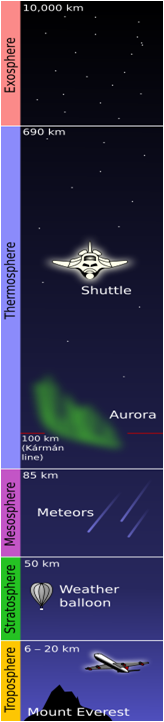 10,000 km
Exosphere
690 km
Thermosphere
Shuttle
Aurora
100 km
(Kármán
line)
85 km
Mesosphere
Meteors
50 km
Stratosphere
Weather
balloon
6 – 20 km
Troposphere
Mount Everest